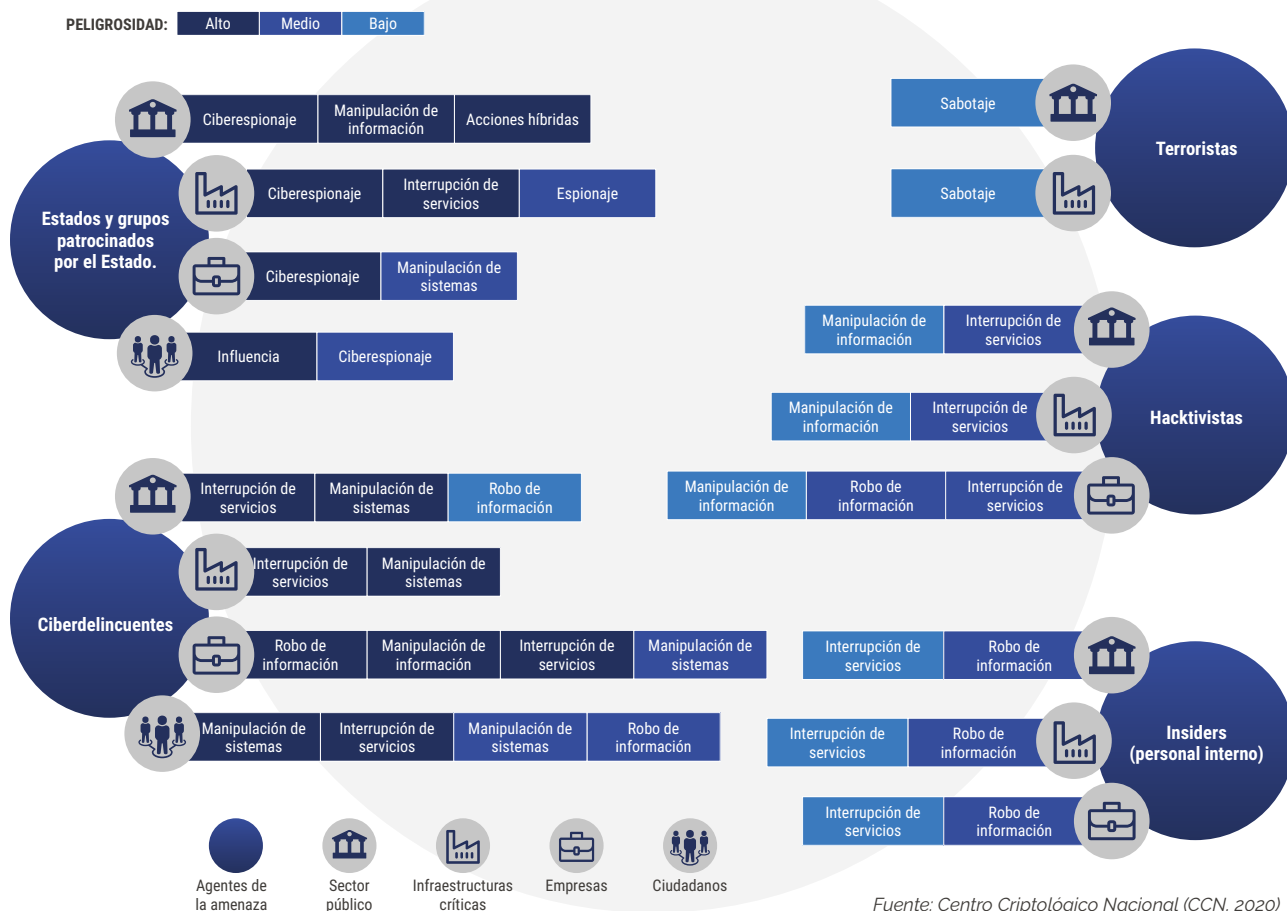 PELIGROSIDAD: Alto Medio Bajo
Estados y grupos
patrocinados
por el Estado.
Ciberespionaje
Manipulación de
información
Acciones híbridas
Ciberespionaje
Interrupción de
servicios
Espionaje
Ciberespionaje
Manipulación de
sistemas
Influencia
Ciberespionaje
Ciberdelincuentes
Interrupción de
servicios
Manipulación de
sistemas
Robo de
información
Interrupción de
servicios
Manipulación de
sistemas
Robo de
información
Manipulación de
información
Interrupción de
servicios
Manipulación de
sistemas
Manipulación de
sistemas
Interrupción de
servicios
Manipulación de
sistemas
Robo de
información
Sabotaje
Sabotaje
Terroristas
Manipulación de
información
Interrupción de
servicios
Manipulación de
información
Interrupción de
servicios
Manipulación de
información
Robo de
información
Interrupción de
servicios
Hacktivistas
Interrupción de
servicios
Robo de
información
Interrupción de
servicios
Robo de
información
Interrupción de
servicios
Robo de
información
Insiders
(personal interno)
Agentes de
la amenaza
Sector
público
Infraestructuras
críticas
Empresas
Ciudadanos
Fuente: Centro Criptolóaico Nacional (CCN. 2020)